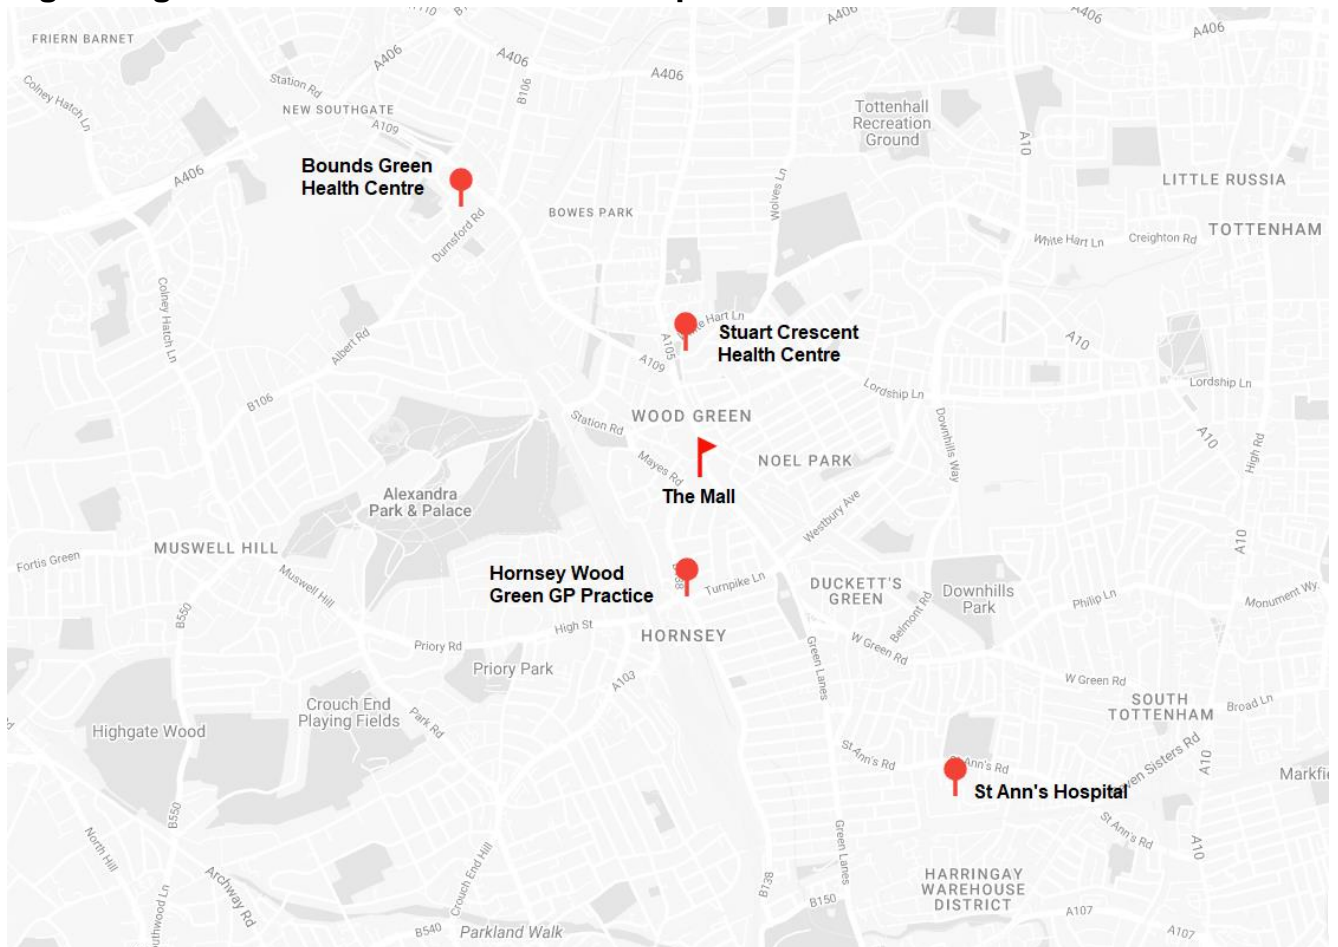 A110
A406
A406
FRIERN BARNET
A406
A406
A406
Colney Hatch Ln
Station Rd
B106
NEW SOUTHGATE
A109
Tottenhall
Recreation
Ground
A10
A406
Bounds Green
Health Centre
Wolves Ln
LITTLE RUSSIA
Durnsford Rd
BOWES PARK
TOTTENHAM
White Hart Ln
Creighton Rd
Colney Hatch Ln
Albert Rd
A105
Hart Ln
Stuart Crescent
Health Centre
A109
A10
Lordship Ln
Lordship Ln
B106
Station Rd
WOOD GREEN
Downhills Way
A10
High Rd
Mayes Rd
NOEL PARK
The Mall
Alexandra
Park & Palace
Westbury Ave
A10
MUSWELL HILL
Fortis Green
Muswell Hill
Hornsey Wood
Green GP Practice
Turnpike Ln
DUCKETT'S
GREEN
Downhills
Park
Belmont Rd
Philip Ln
Monument Wy.
B550
High St
HORNSEY
Priory Rd
W Green Rd
Green Lanes
Priory Park
A103
W Green Rd
SOUTH
TOTTENHAM
Broad Ln
Crouch End
Playing Fields
Park Rd
Highgate Wood
St Ann's Rd
Ann's Rd
A10
St Ann's Hospital
B550
St Ann's Rd
A10
North Hill
Archway Rd
Crouch End Hill
Green Lanes
B138
B150
HARRINGAY
WAREHOUSE
DISTRICT
A107
A107
B540
Parkland Walk